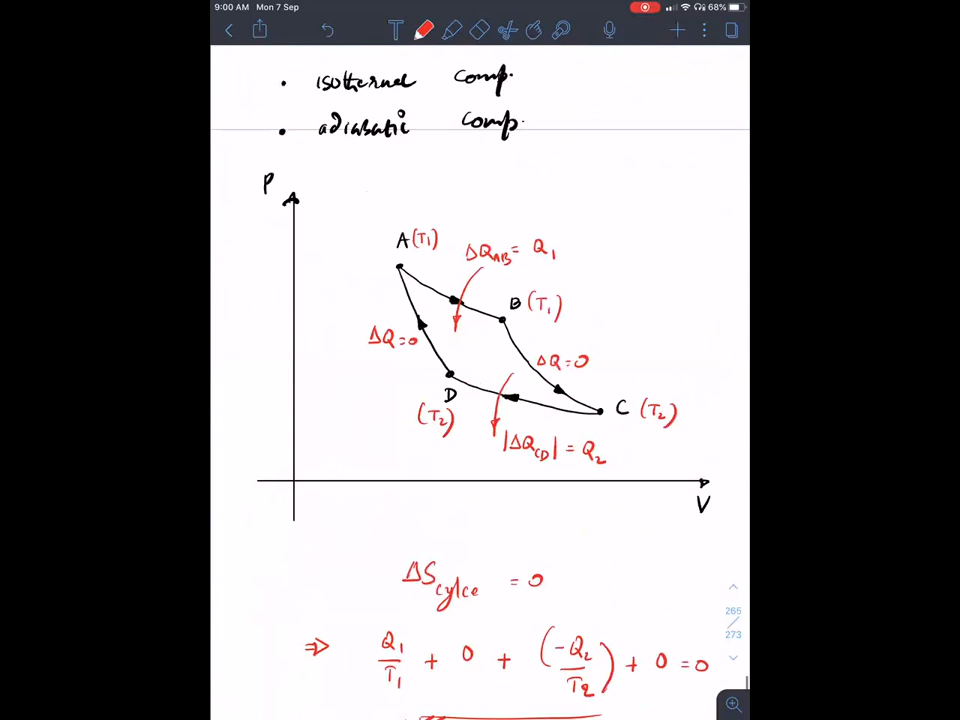 9:00 AM Mon 7 Sep 68%
T
• isothermal comp.
• adiabatic comp.
P
A (T1)
ΔQAB = Q1
B (T1)
ΔQ=0
ΔQ=0
D
(T2)
C (T2)
|ΔQCD| = Q2
V
ΔScylce = 0
⇒ Q1/T1 + 0 + (-Q2/T2) + 0 = 0
265
273